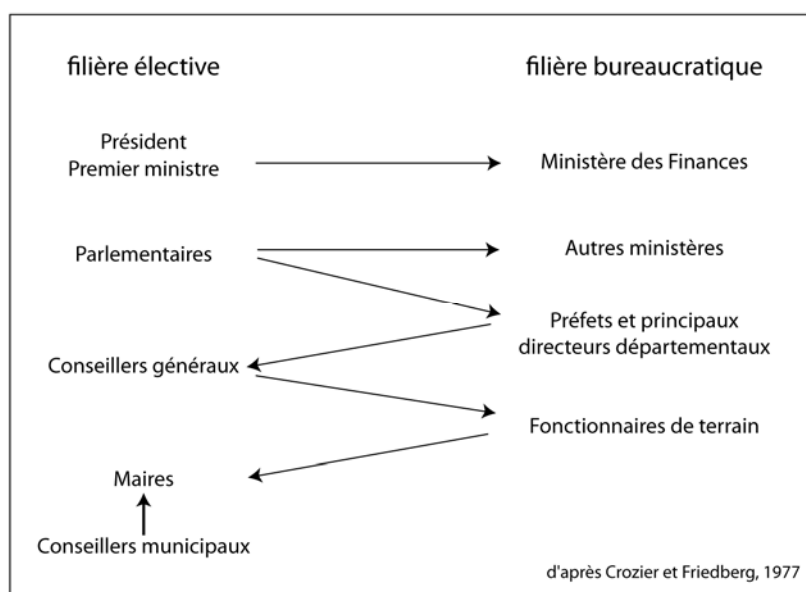 filière élective
filière bureaucratique
Président
Premier ministre
Ministère des Finances
Parlementaires
Autres ministères
Préfets et principaux
directeurs départementaux
Conseillers généraux
Fonctionnaires de terrain
Maires
Conseillers municipaux
d'après Crozier et Friedberg, 1977